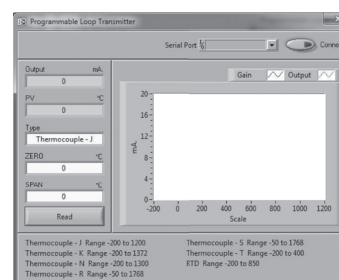 Programmable Loop Transmitter
Serial Port
Conne
Output mA.
0
PV °C
0
Type
Thermocouple - J
ZERO °C
0
SPAN °C
0
Read
Gain Output
20-
16-
12-
8-
4-
0-
mA.
-200 0 200 400 600 800 1000 1200
Scale
Thermocouple - J Range -200 to 1200
Thermocouple - K Range -200 to 1372
Thermocouple - N Range -200 to 1300
Thermocouple - R Range -50 to 1768
Thermocouple - S Range -50 to 1768
Thermocouple - T Range -200 to 400
RTD Range -200 to 850